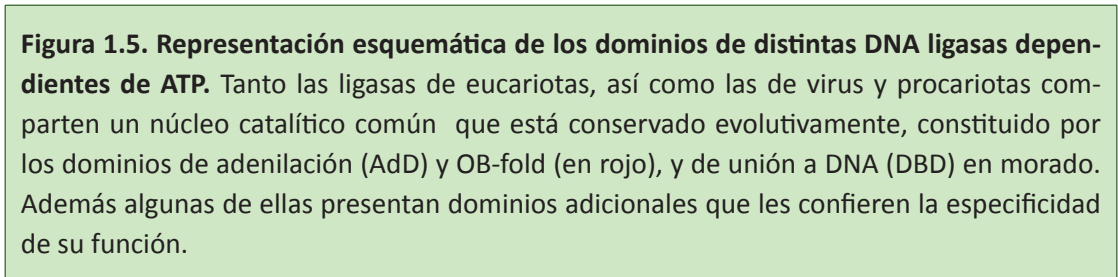 Figura 1.5. Representación esquemática de los dominios de distintas DNA ligasas depen-
dientes de ATP. Tanto las ligasas de eucariotas, así como las de virus y procariotas com-
parten un núcleo catalítico común  que está conservado evolutivamente, constituido por
los dominios de adenilación (AdD) y OB-fold (en rojo), y de unión a DNA (DBD) en morado.
Además algunas de ellas presentan dominios adicionales que les confieren la especificidad
de su función.